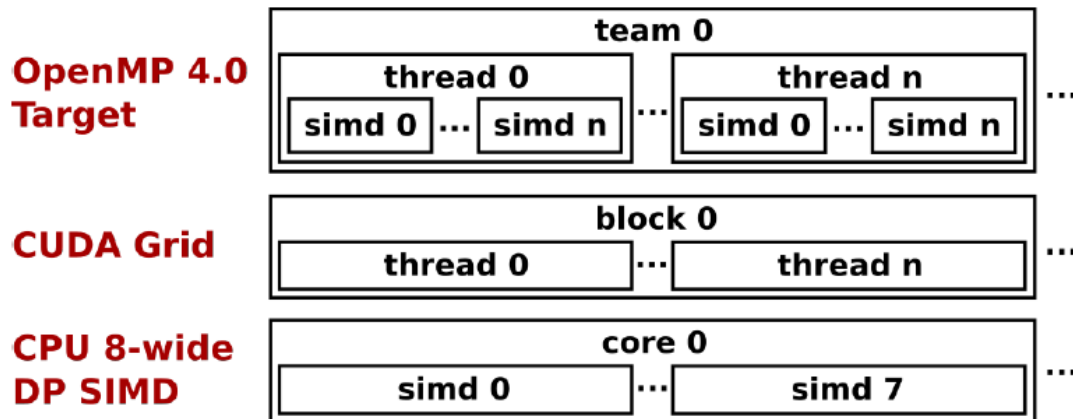 OpenMP 4.0
Target
team 0
thread 0
simd 0 ... simd n
...
thread n
simd 0 ... simd n
...
CUDA Grid
block 0
thread 0 ... thread n
...
CPU 8-wide
DP SIMD
core 0
simd 0 ... simd 7
...